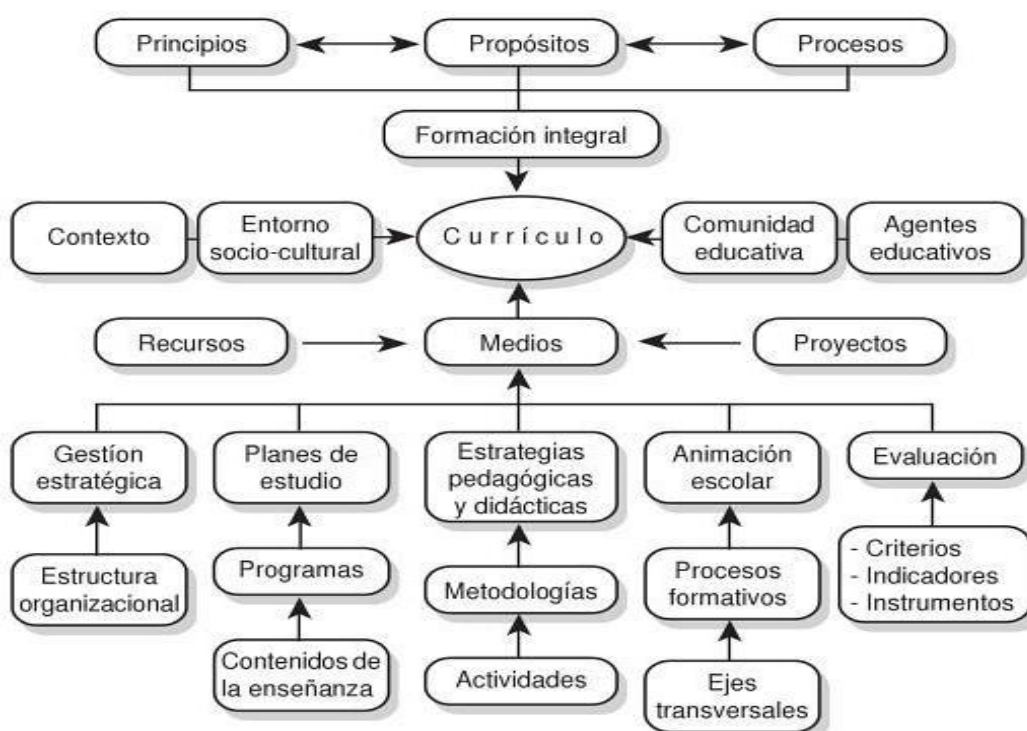 Principios
Propósitos
Procesos
Formación integral
Contexto
Entorno
socio-cultural
Currículo
Comunidad
educativa
Agentes
educativos
Recursos
Medios
Proyectos
Gestíon
estratégica
Planes de
estudio
Estrategias
pedagógicas
y didácticas
Animación
escolar
Evaluación
Estructura
organizacional
Programas
Metodologías
Procesos
formativos
- Criterios
- Indicadores
- Instrumentos
Contenidos de
la enseñanza
Actividades
Ejes
transversales